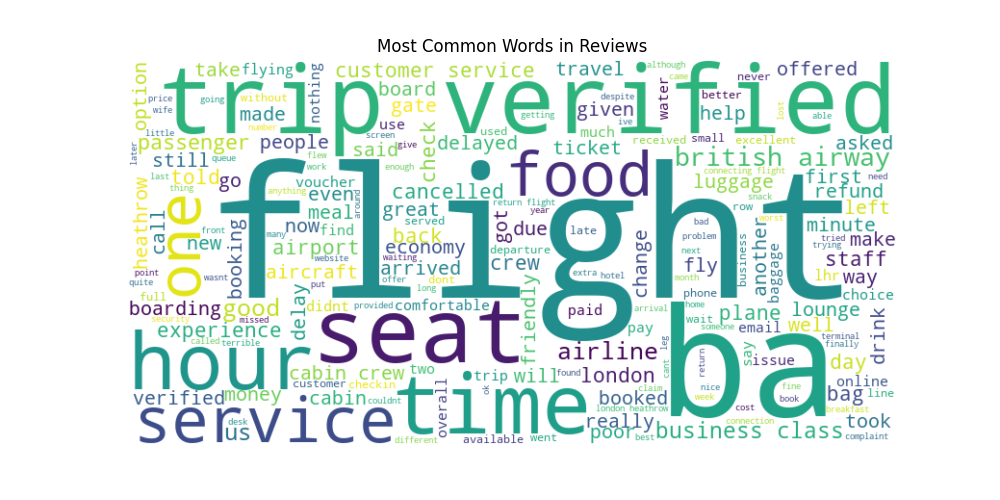 Most Common Words in Reviews
trip verified
flight
ba
seat
hour
time
service
food
one
take
flying
nothing
customer service
board
gate
travel
although
came
never
offered
option
price
wife
going
without
made
number
despite
ive
getting
given
water
better
help
lost
able
passenger
little
people
queue
screen
use
give
said
check
delayed
used
ticket
much
received
small
excellent
asked
later
still
last
told
thing
flew
work
go
anything
voucher
even
enough
cancelled
british airway
luggage
connecting flight
first
need
refund
heathrow
call
new
front
many
booking
now
meal
find
around
great
served
return flight
year
got
due
late
bad
problem
row
snack
worst
left
tried
trying
minute
make
airport
website
waiting
back
economy
departure
crew
next
fly
change
business
another
baggage
staff
lhr
way
point
quite
wasnt
aircraft
put
offer
arrived
dont
extra
hotel
month
phone
choice
full
boarding
good
missed
delay
didnt
long
provided
comfortable
paid
arrival
home
plane
lounge
security
experience
called
terrible
friendly
airline
pay
leg
wait
someone
email
well
terminal
finally
drink
cabin crew
two
trip
will
found
london
cant
say
issue
day
return
nice
verified
money
customer
checkin
cabin
couldnt
overall
ok
claim
booked
week
fine
book
online
bag
line
us
desk
different
available
went
poor
really
london heathrow
best
business class
cost
connection
breakfast
took
complaint